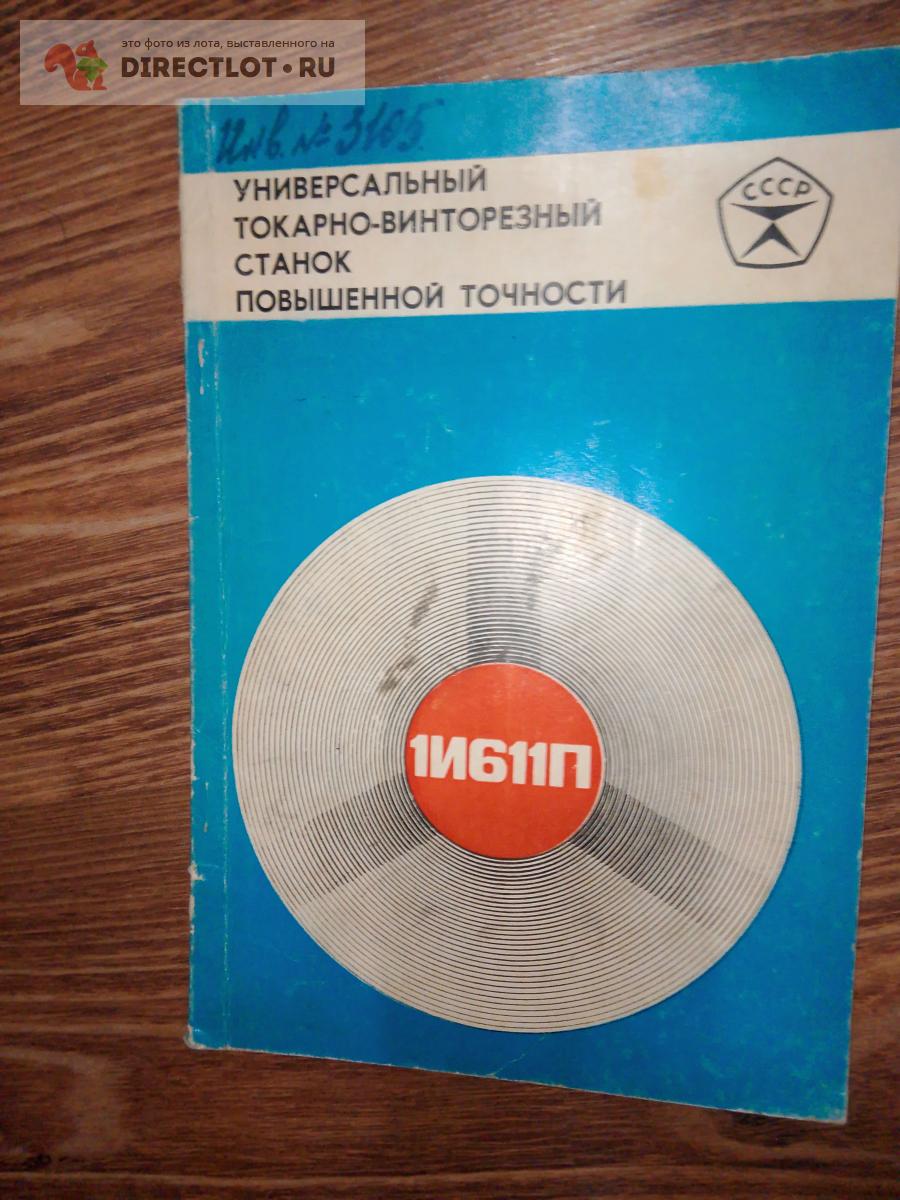 это фото из лота, выставленного на
DIRECTLOT.RU
Инв. № 3105.
УНИВЕРСАЛЬНЫЙ
ТОКАРНО-ВИНТОРЕЗНЫЙ
СТАНОК
ПОВЫШЕННОЙ ТОЧНОСТИ
СССР
1И611П